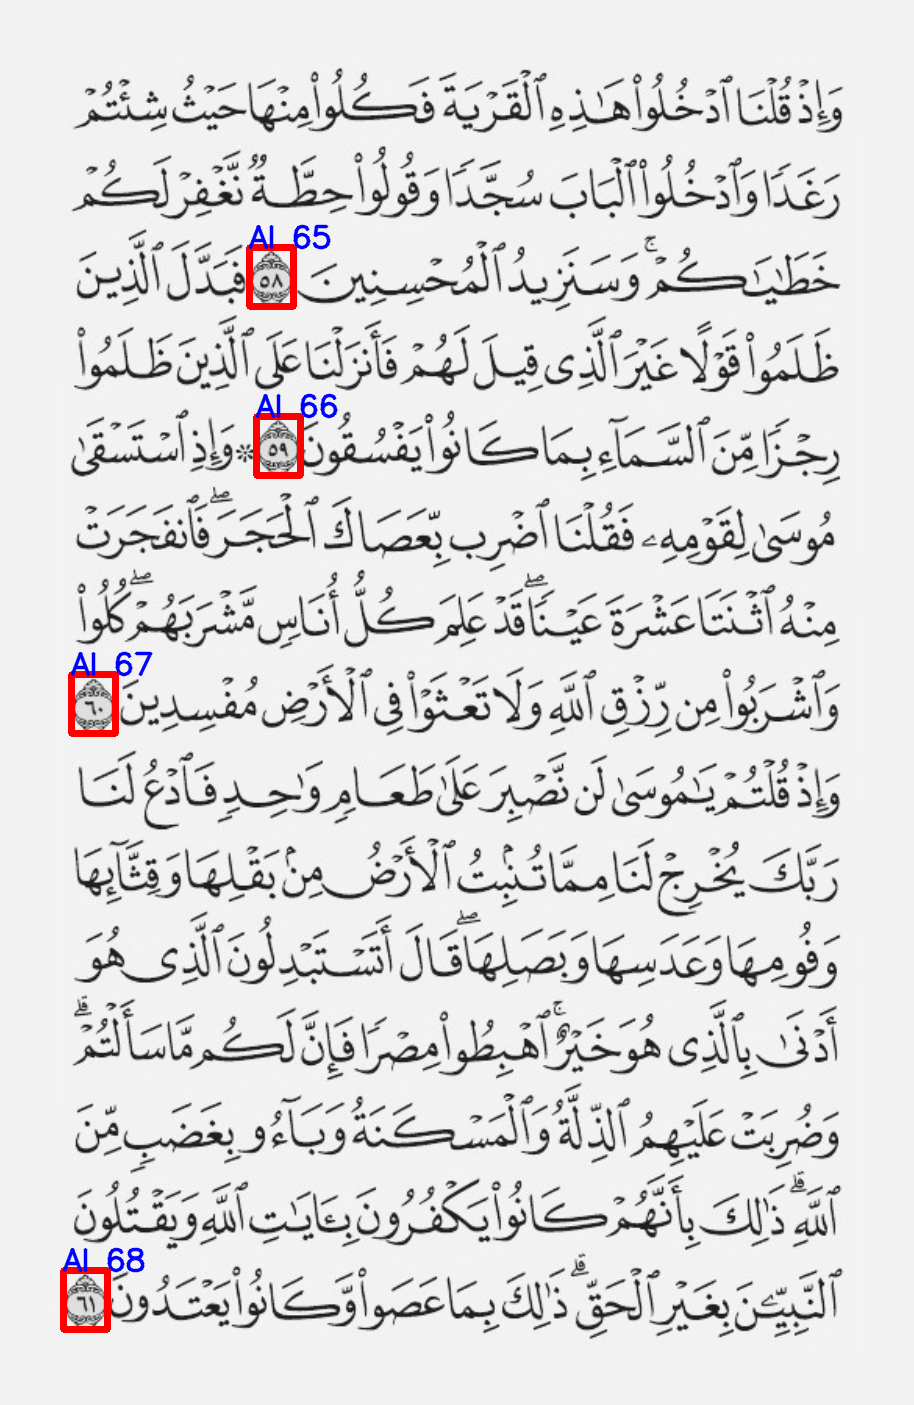 وَإِذْ قُلْنَا ٱدْخُلُوا۟ هَـٰذِهِ ٱلْقَرْيَةَ فَكُلُوا۟ مِنْهَا حَيْثُ شِئْتُمْ
رَغَدًا وَٱدْخُلُوا۟ ٱلْبَابَ سُجَّدًا وَقُولُوا۟ حِطَّةٌ نَّغْفِرْ لَكُمْ
AI 65
خَطَـٰيَـٰكُمْ ۚ وَسَنَزِيدُ ٱلْمُحْسِنِينَ ٥٨ فَبَدَّلَ ٱلَّذِينَ
ظَلَمُوا۟ قَوْلًا غَيْرَ ٱلَّذِى قِيلَ لَهُمْ فَأَنزَلْنَا عَلَى ٱلَّذِينَ ظَلَمُوا۟
AI 66
رِجْزًا مِّنَ ٱلسَّمَآءِ بِمَا كَانُوا۟ يَفْسُقُونَ ٥٩ ۞ وَإِذِ ٱسْتَسْقَىٰ
مُوسَىٰ لِقَوْمِهِۦ فَقُلْنَا ٱضْرِب بِّعَصَاكَ ٱلْحَجَرَ ۖ فَٱنفَجَرَتْ
مِنْهُ ٱثْنَتَا عَشْرَةَ عَيْنًا ۖ قَدْ عَلِمَ كُلُّ أُنَاسٍ مَّشْرَبَهُمْ ۖ كُلُوا۟
AI 67
وَٱشْرَبُوا۟ مِن رِّزْقِ ٱللَّهِ وَلَا تَعْثَوْا۟ فِى ٱلْأَرْضِ مُفْسِدِينَ ٦٠
وَإِذْ قُلْتُمْ يَـٰمُوسَىٰ لَن نَّصْبِرَ عَلَىٰ طَعَامٍ وَٰحِدٍ فَٱدْعُ لَنَا
رَبَّكَ يُخْرِجْ لَنَا مِمَّا تُنۢبِتُ ٱلْأَرْضُ مِنۢ بَقْلِهَا وَقِثَّآئِهَا
وَفُومِهَا وَعَدَسِهَا وَبَصَلِهَا ۖ قَالَ أَتَسْتَبْدِلُونَ ٱلَّذِى هُوَ
أَدْنَىٰ بِٱلَّذِى هُوَ خَيْرٌ ۚ ٱهْبِطُوا۟ مِصْرًا فَإِنَّ لَكُم مَّا سَأَلْتُمْ ۗ
وَضُرِبَتْ عَلَيْهِمُ ٱلذِّلَّةُ وَٱلْمَسْكَنَةُ وَبَآءُو بِغَضَبٍ مِّنَ
ٱللَّهِ ۗ ذَٰلِكَ بِأَنَّهُمْ كَانُوا۟ يَكْفُرُونَ بِـَٔايَـٰتِ ٱللَّهِ وَيَقْتُلُونَ
AI 68
ٱلنَّبِيِّـۧنَ بِغَيْرِ ٱلْحَقِّ ۗ ذَٰلِكَ بِمَا عَصَوا۟ وَّكَانُوا۟ يَعْتَدُونَ ٦١